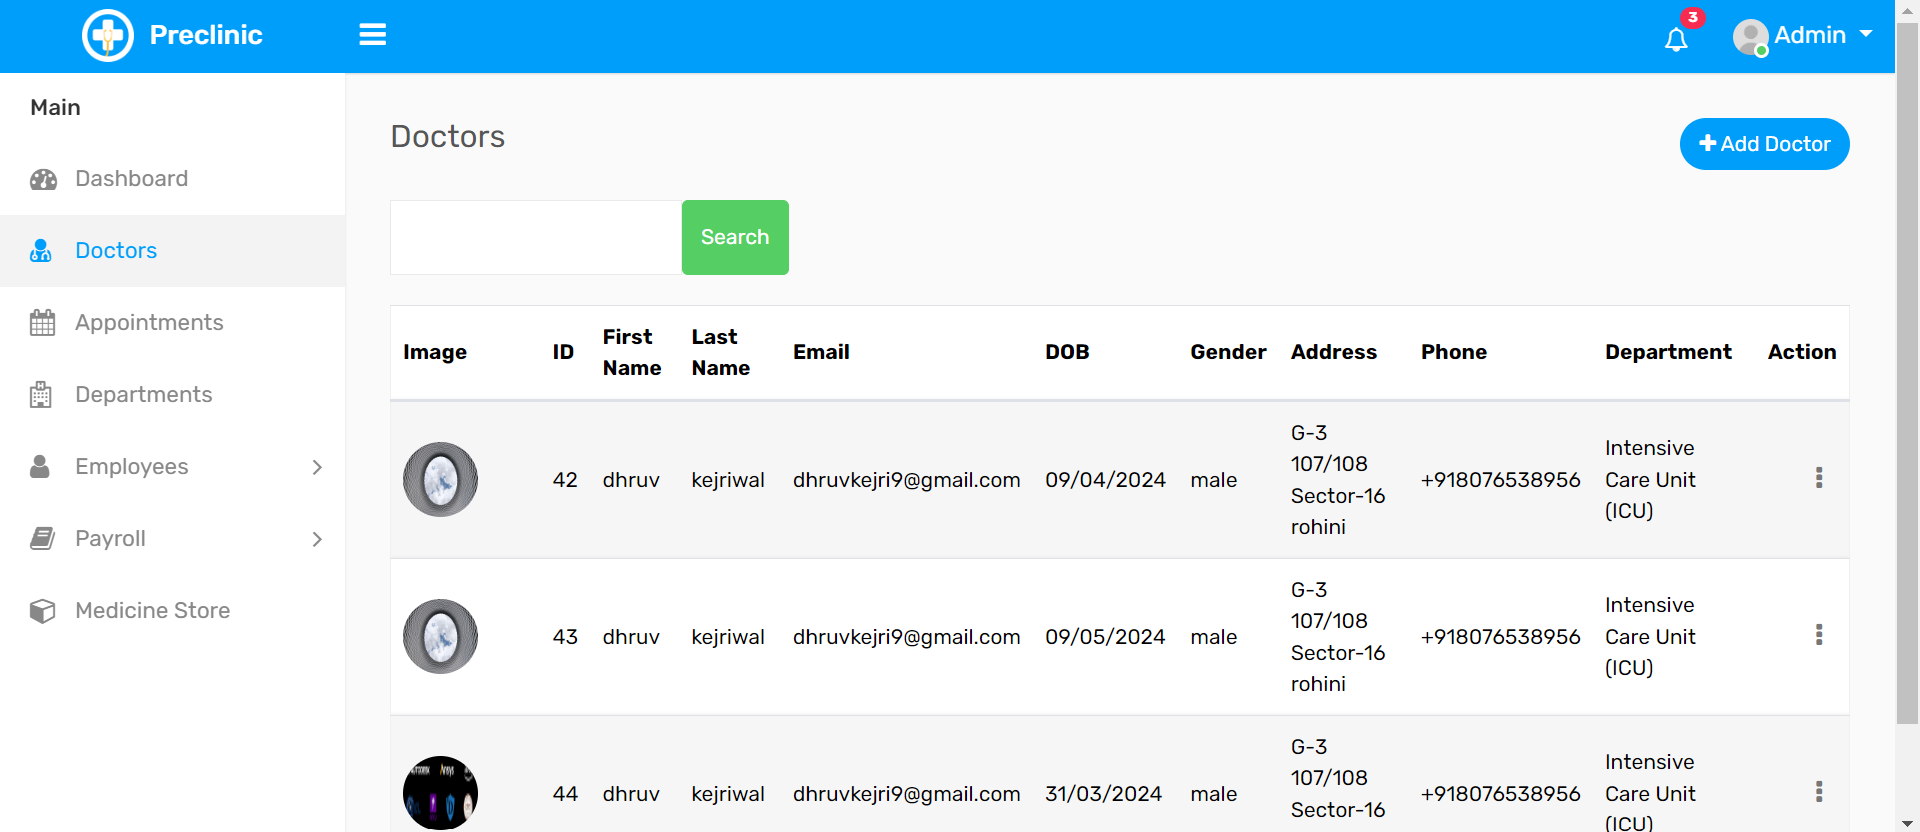 Preclinic
3
Admin
Main
Dashboard
Doctors
Appointments
Departments
Employees
Payroll
Medicine Store
Doctors
Add Doctor
Search
Image ID First Name Last Name Email DOB Gender Address Phone Department Action
42 dhruv kejriwal dhruvkejri9@gmail.com 09/04/2024 male G-3 107/108 Sector-16 rohini +918076538956 Intensive Care Unit (ICU)
43 dhruv kejriwal dhruvkejri9@gmail.com 09/05/2024 male G-3 107/108 Sector-16 rohini +918076538956 Intensive Care Unit (ICU)
44 dhruv kejriwal dhruvkejri9@gmail.com 31/03/2024 male G-3 107/108 Sector-16 +918076538956 Intensive Care Unit (ICU)